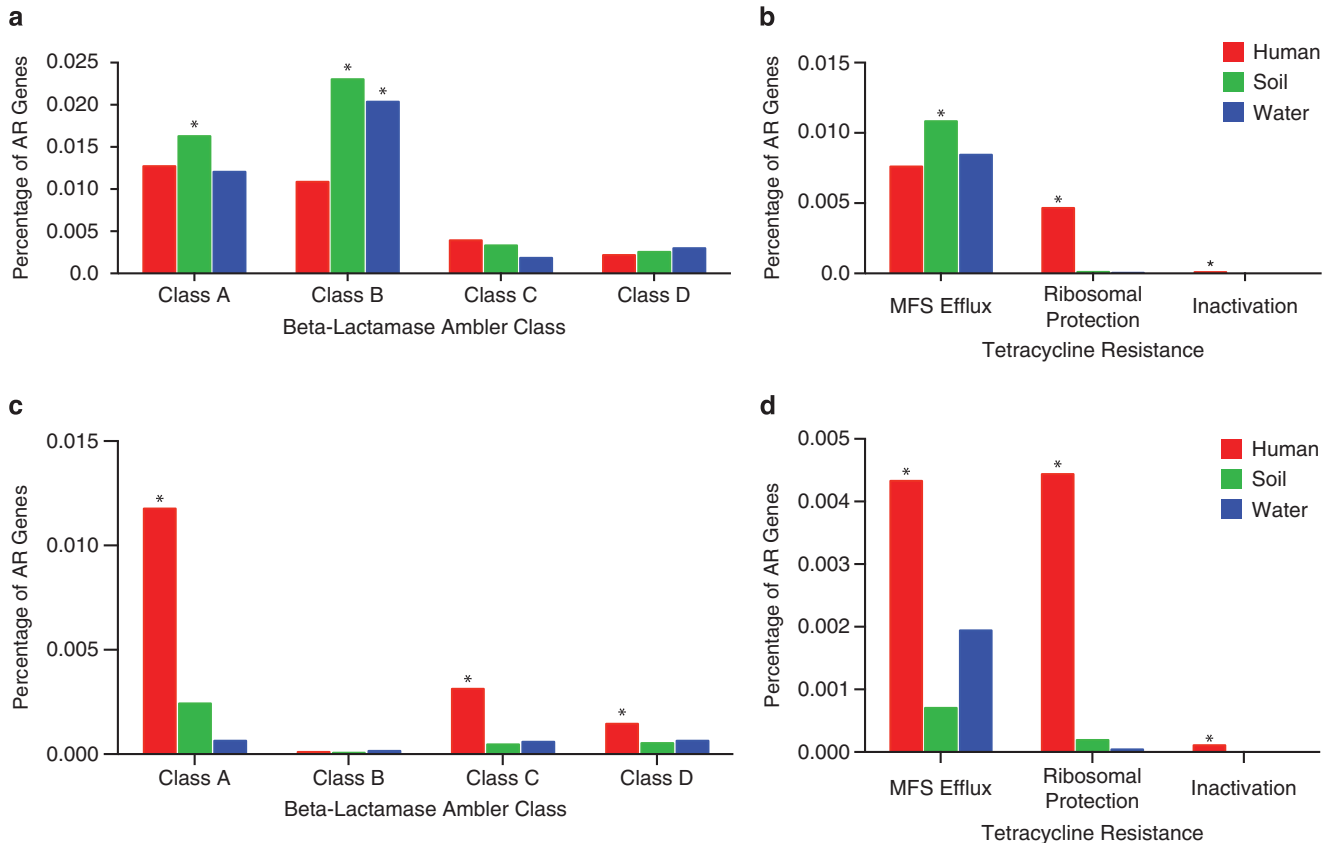 a
Percentage of AR Genes
0.025
0.020
0.015
0.010
0.005
0.0
*
*
*
Class A
Class B
Class C
Class D
Beta-Lactamase Ambler Class
b
Percentage of AR Genes
0.015
0.010
0.005
0.0
*
*
*
MFS Efflux
Ribosomal
Protection
Inactivation
Tetracycline Resistance
Human
Soil
Water
c
Percentage of AR Genes
0.015
0.010
0.005
0.000
*
*
*
Class A
Class B
Class C
Class D
Beta-Lactamase Ambler Class
d
Percentage of AR Genes
0.005
0.004
0.003
0.002
0.001
0.000
*
*
*
MFS Efflux
Ribosomal
Protection
Inactivation
Tetracycline Resistance
Human
Soil
Water